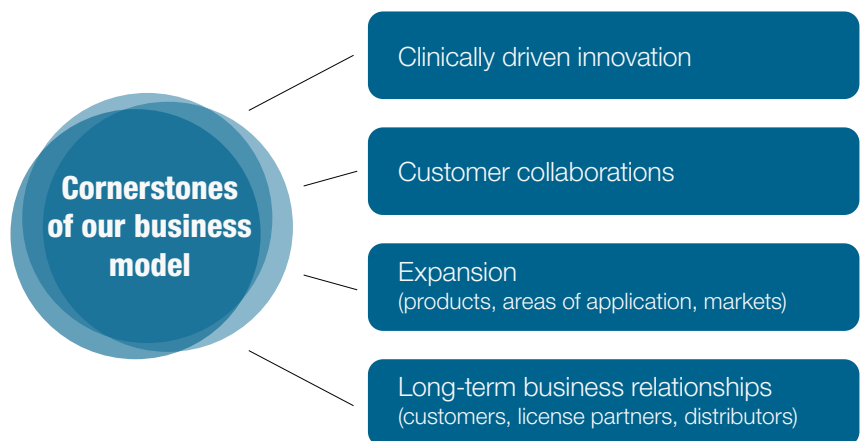 Cornerstones
of our business
model
Clinically driven innovation
Customer collaborations
Expansion
(products, areas of application, markets)
Long-term business relationships
(customers, license partners, distributors)